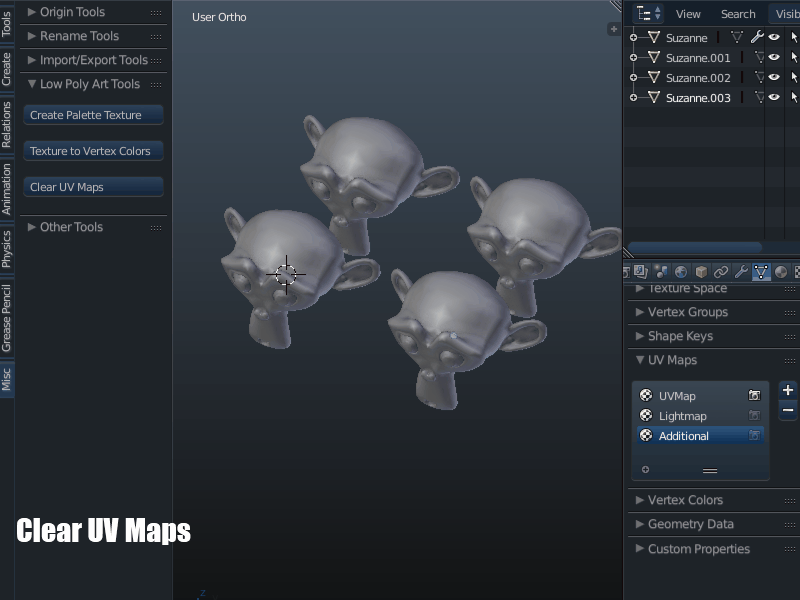 Tools
Create
Relations
Animation
Physics
Grease Pencil
Misc
Origin Tools
Rename Tools
Import/Export Tools
Low Poly Art Tools
Create Palette Texture
Texture to Vertex Colors
Clear UV Maps
Other Tools
User Ortho
View Search Visib
Suzanne
Suzanne.001
Suzanne.002
Suzanne.003
Texture Space
Vertex Groups
Shape Keys
UV Maps
UVMap
Lightmap
Additional
Vertex Colors
Geometry Data
Custom Properties
Clear UV Maps
z